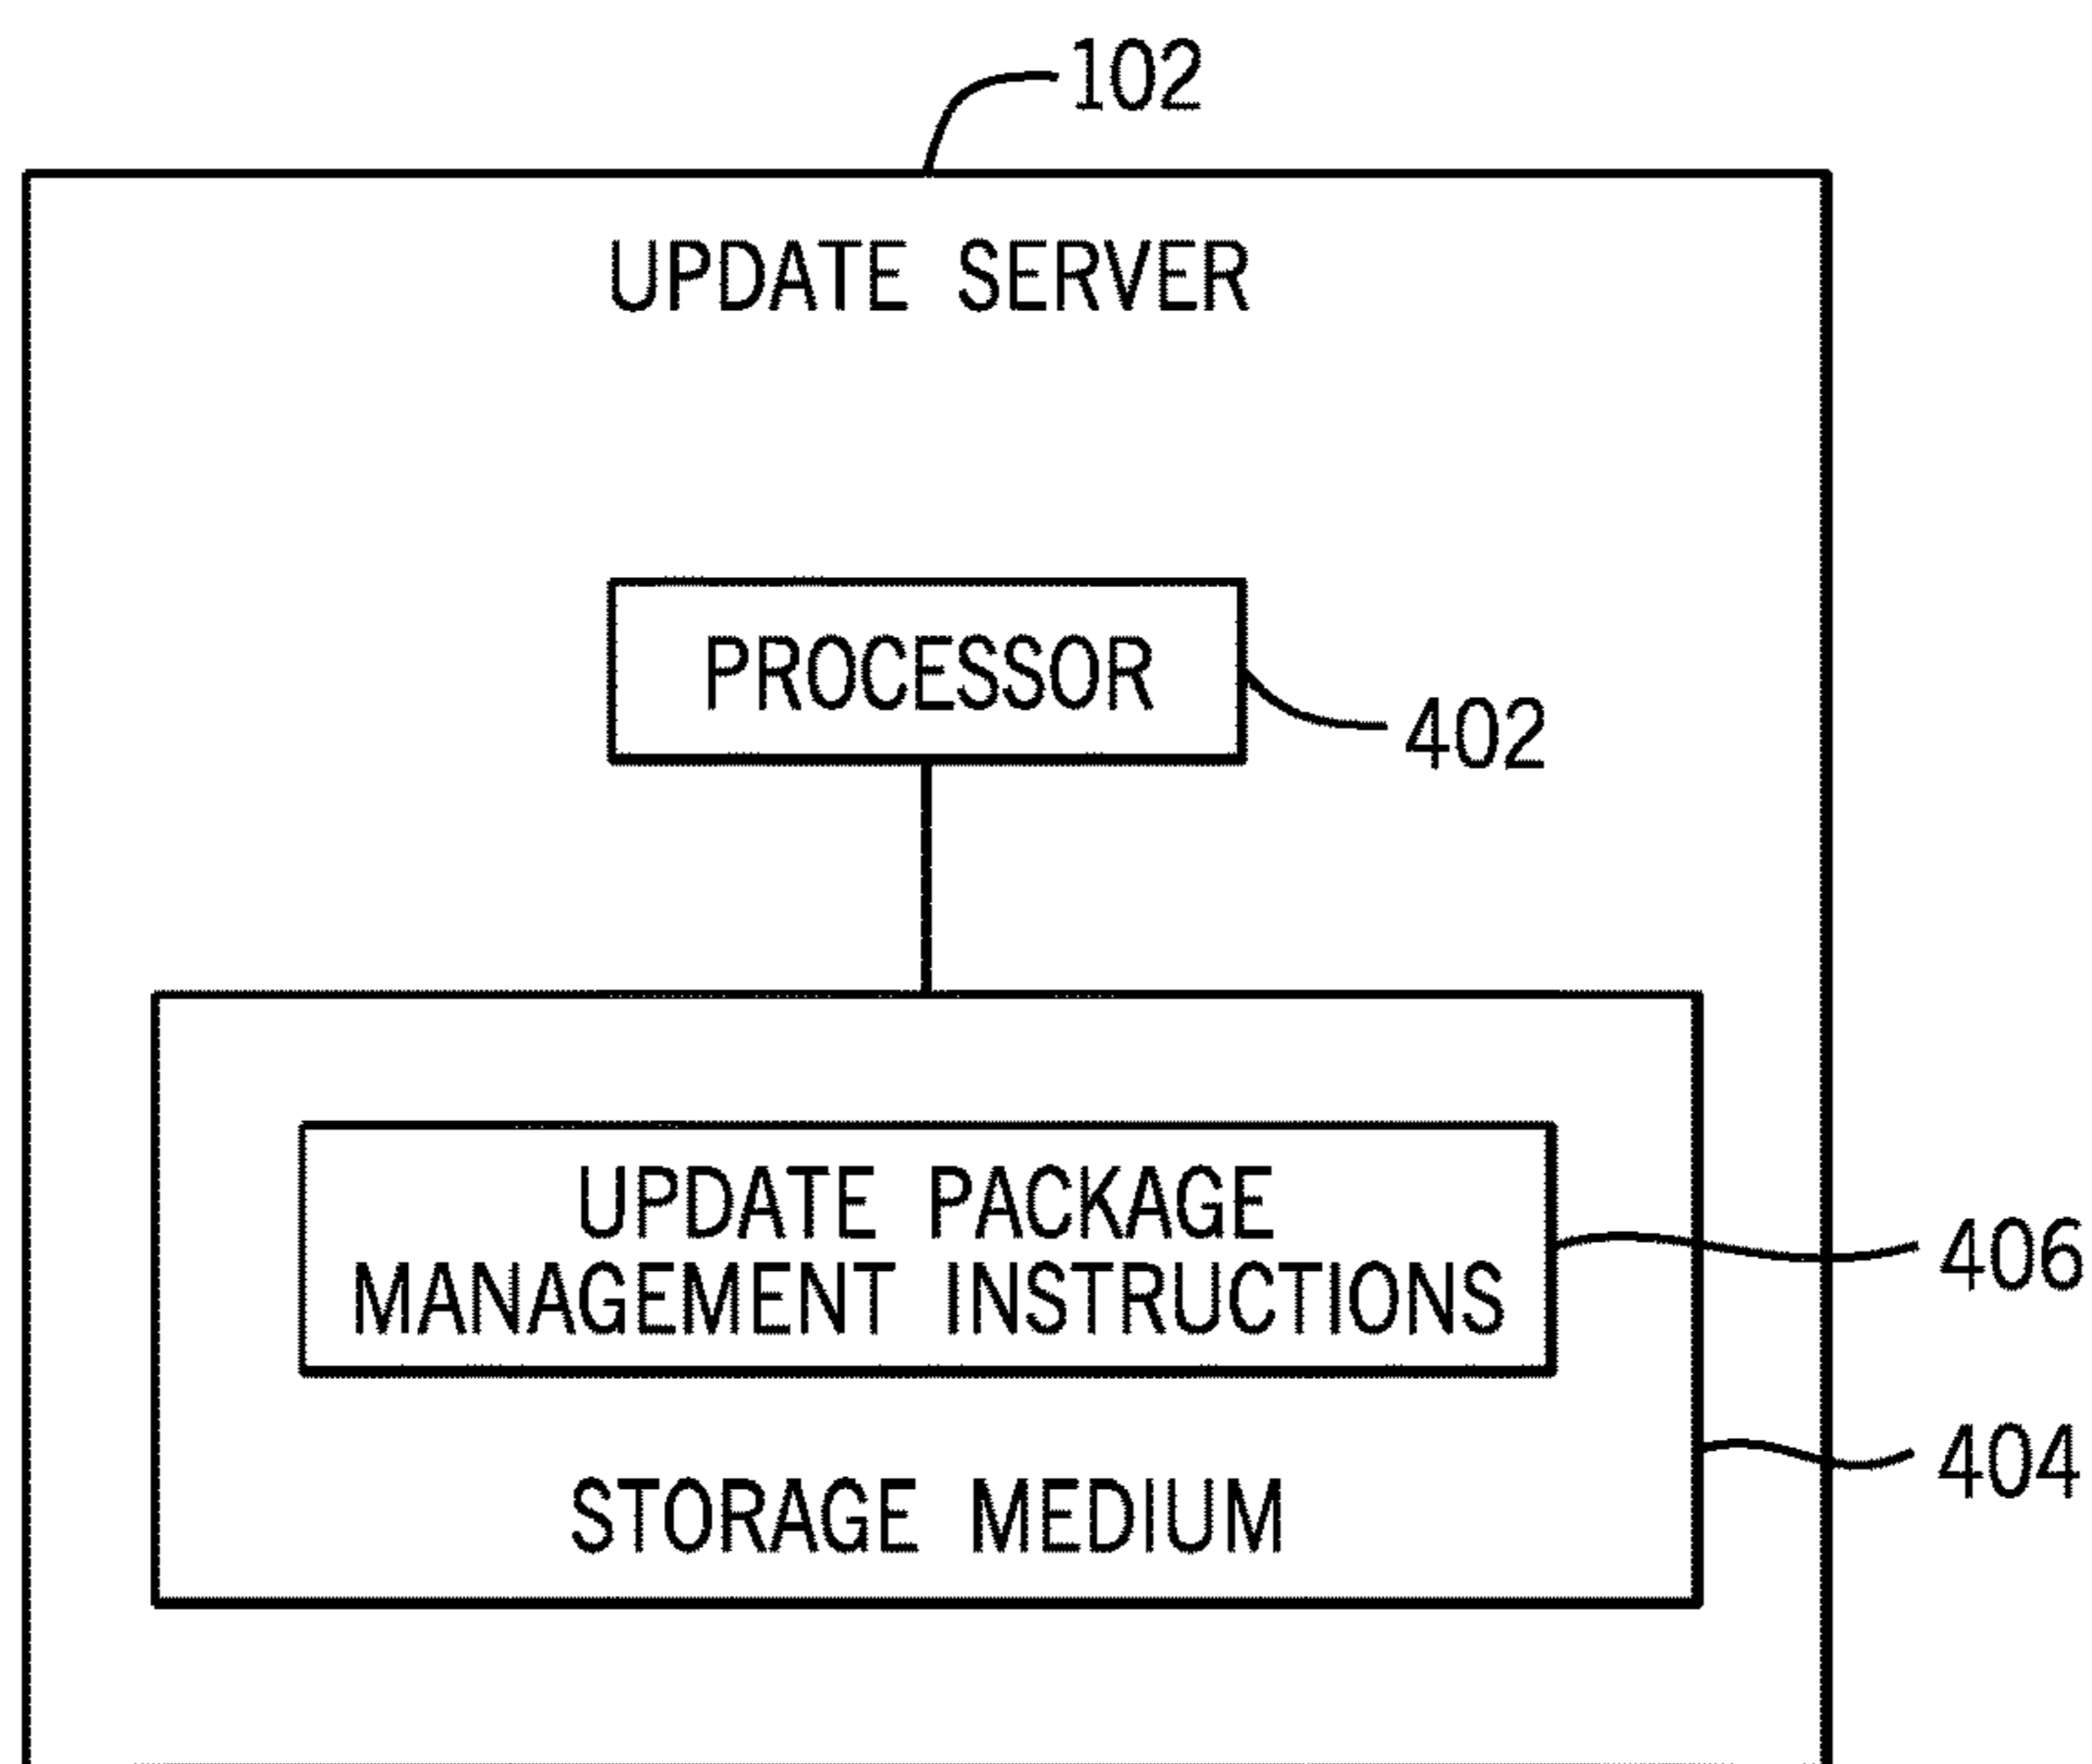 102
UPDATE SERVER
PROCESSOR
402
UPDATE PACKAGE
MANAGEMENT INSTRUCTIONS
406
404
STORAGE MEDIUM